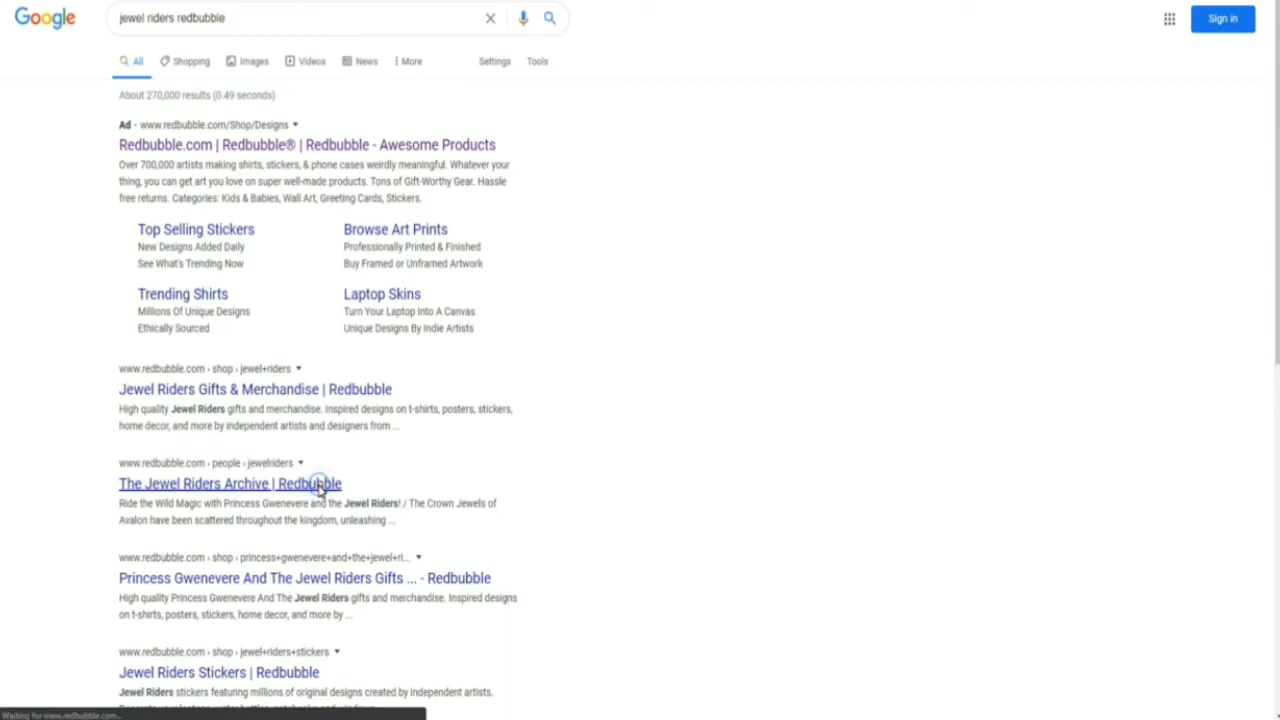 Google
jewel riders redbubble
Sign in
All Shopping Images Videos News More Settings Tools
About 270,000 results (0.49 seconds)
Ad · www.redbubble.com/Shop/Designs
Redbubble.com | Redbubble® | Redbubble - Awesome Products
Over 700,000 artists making shirts, stickers, & phone cases weirdly meaningful. Whatever your
thing, you can get art you love on super well-made products. Tons of Gift-Worthy Gear. Hassle
free returns. Categories: Kids & Babies, Wall Art, Greeting Cards, Stickers.
Top Selling Stickers
New Designs Added Daily
See What's Trending Now
Browse Art Prints
Professionally Printed & Finished
Buy Framed or Unframed Artwork
Trending Shirts
Millions Of Unique Designs
Ethically Sourced
Laptop Skins
Turn Your Laptop Into A Canvas
Unique Designs By Indie Artists
www.redbubble.com › shop › jewel+riders
Jewel Riders Gifts & Merchandise | Redbubble
High quality Jewel Riders gifts and merchandise. Inspired designs on t-shirts, posters, stickers,
home decor, and more by independent artists and designers from ...
www.redbubble.com › people › jewelriders
The Jewel Riders Archive | Redbubble
Ride the Wild Magic with Princess Gwenevere and the Jewel Riders! / The Crown Jewels of
Avalon have been scattered throughout the kingdom, unleashing ...
www.redbubble.com › shop › princess+gwenevere+and+the+jewel+ri...
Princess Gwenevere And The Jewel Riders Gifts ... - Redbubble
High quality Princess Gwenevere And The Jewel Riders gifts and merchandise. Inspired designs
on t-shirts, posters, stickers, home decor, and more by ...
www.redbubble.com › shop › jewel+riders+stickers
Jewel Riders Stickers | Redbubble
Jewel Riders stickers featuring millions of original designs created by independent artists.
Waiting for www.redbubble.com...